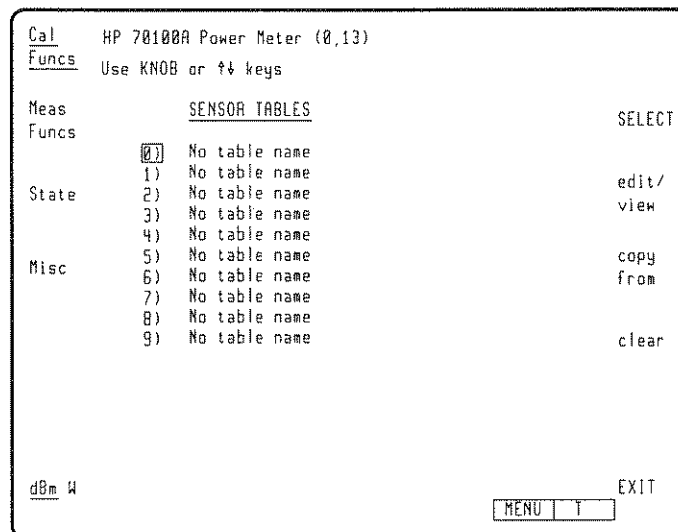 Cal Funcs
HP 70100A Power Meter (0,13)
Use KNOB or ↑↓ keys
Meas Funcs
State
Misc
SENSOR TABLES
0) No table name
1) No table name
2) No table name
3) No table name
4) No table name
5) No table name
6) No table name
7) No table name
8) No table name
9) No table name
SELECT
edit/
view
copy
from
clear
EXIT
dBm W
MENU T